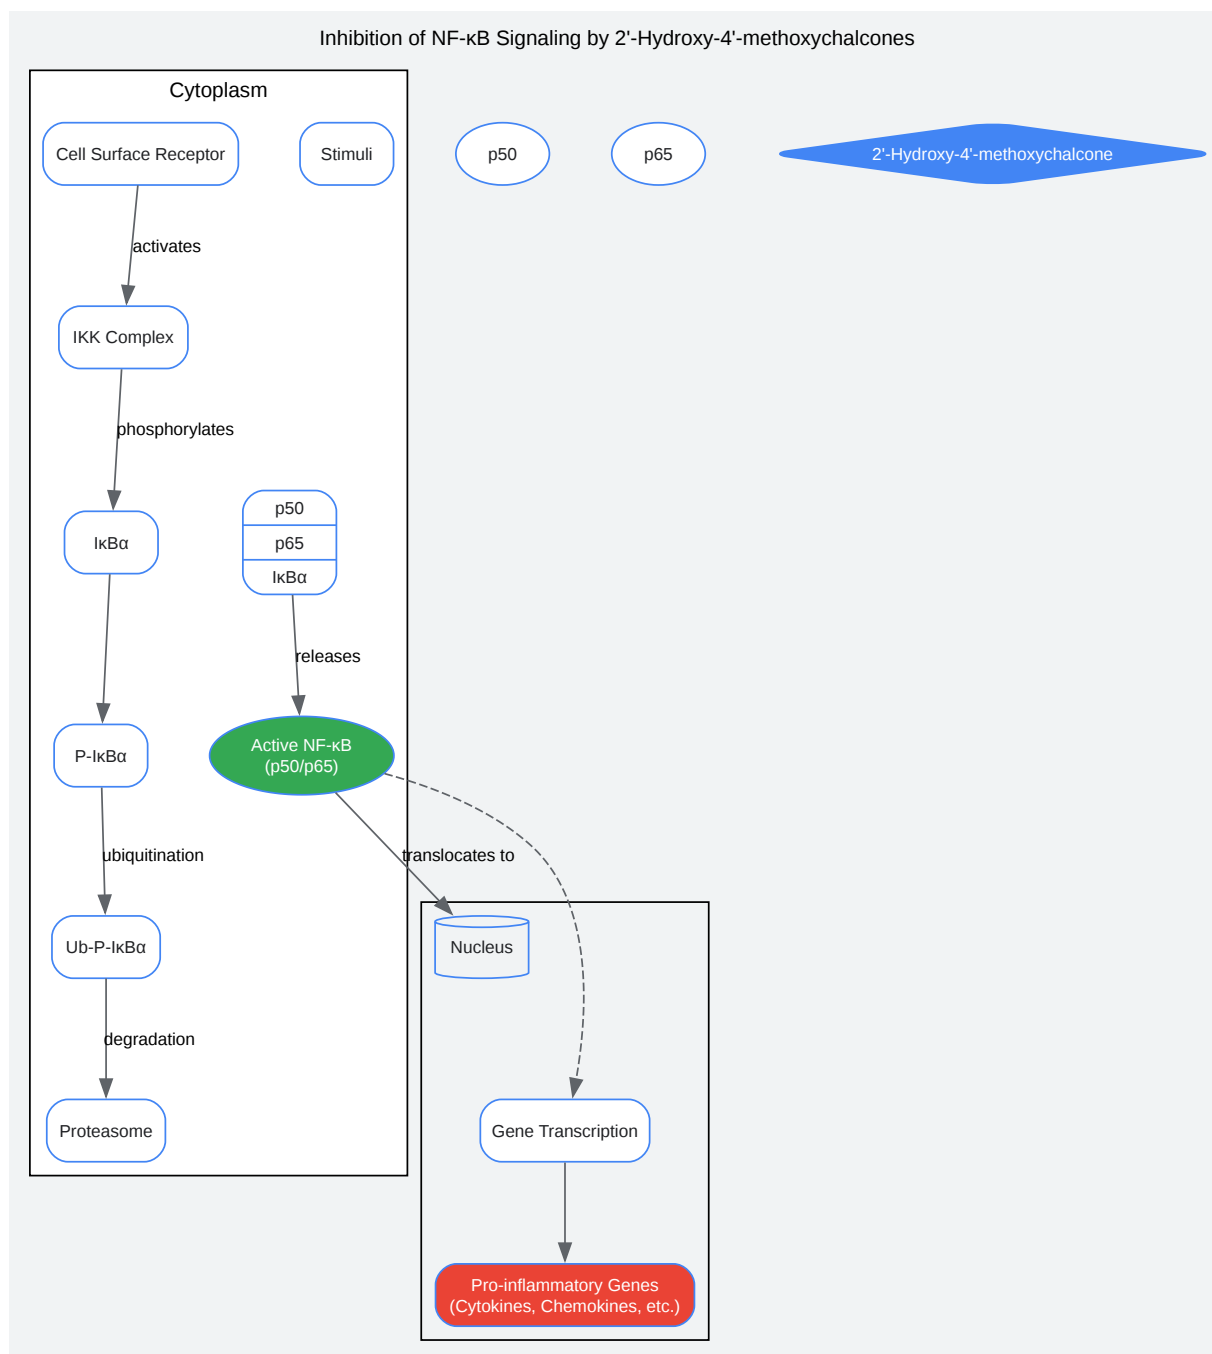 Inhibition of NF-κB Signaling by 2'-Hydroxy-4'-methoxychalcones
Cytoplasm
Cell Surface Receptor
Stimuli
p50
p65
2'-Hydroxy-4'-methoxychalcone
activates
IKK Complex
phosphorylates
IκBα
p50
p65
IκBα
releases
P-IκBα
Active NF-κB
(p50/p65)
ubiquitination
translocates to
Ub-P-IκBα
Nucleus
degradation
Proteasome
Gene Transcription
Pro-inflammatory Genes
(Cytokines, Chemokines, etc.)